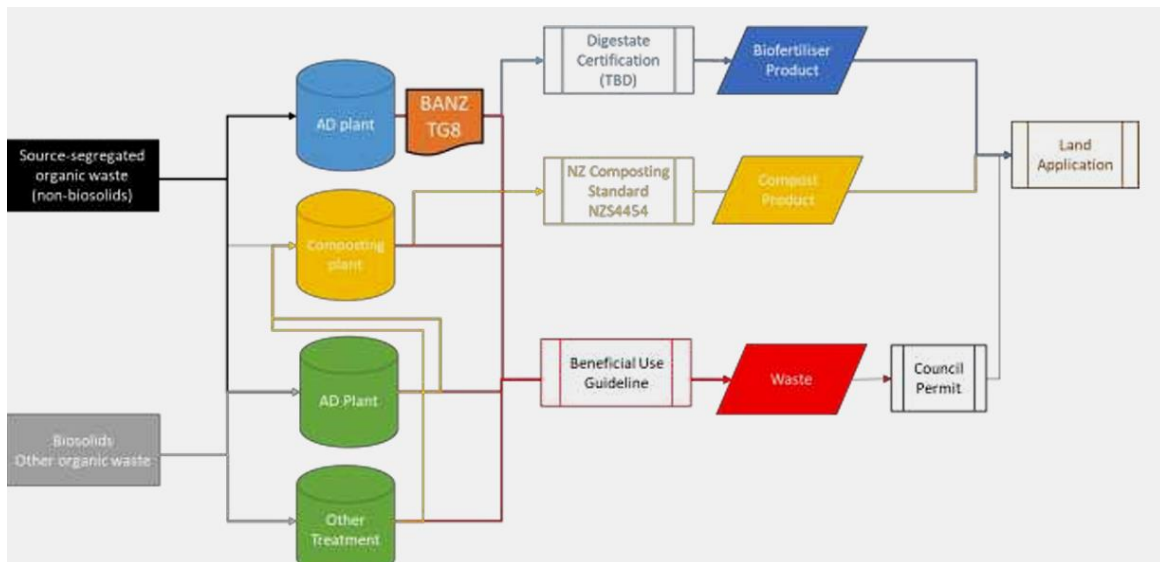 Source-segregated
organic waste
(non-biosolids)
Biosolids
Other organic waste
AD plant
BANZ
TG8
Composting
plant
AD Plant
Other
Treatment
Digestate
Certification
(TBD)
Biofertiliser
Product
NZ Composting
Standard
NZS4454
Compost
Product
Beneficial Use
Guideline
Waste
Council
Permit
Land
Application